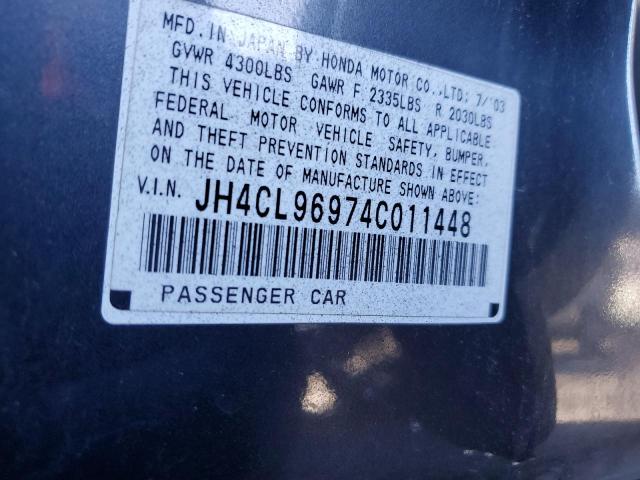 MFD. IN JAPAN BY HONDA MOTOR CO.,LTD; 7/'03
GVWR 4300LBS GAWR F 2335LBS R 2030LBS
THIS VEHICLE CONFORMS TO ALL APPLICABLE
FEDERAL MOTOR VEHICLE SAFETY, BUMPER,
AND THEFT PREVENTION STANDARDS IN EFFECT
ON THE DATE OF MANUFACTURE SHOWN ABOVE:
V.I.N. JH4CL96974C011448
PASSENGER CAR